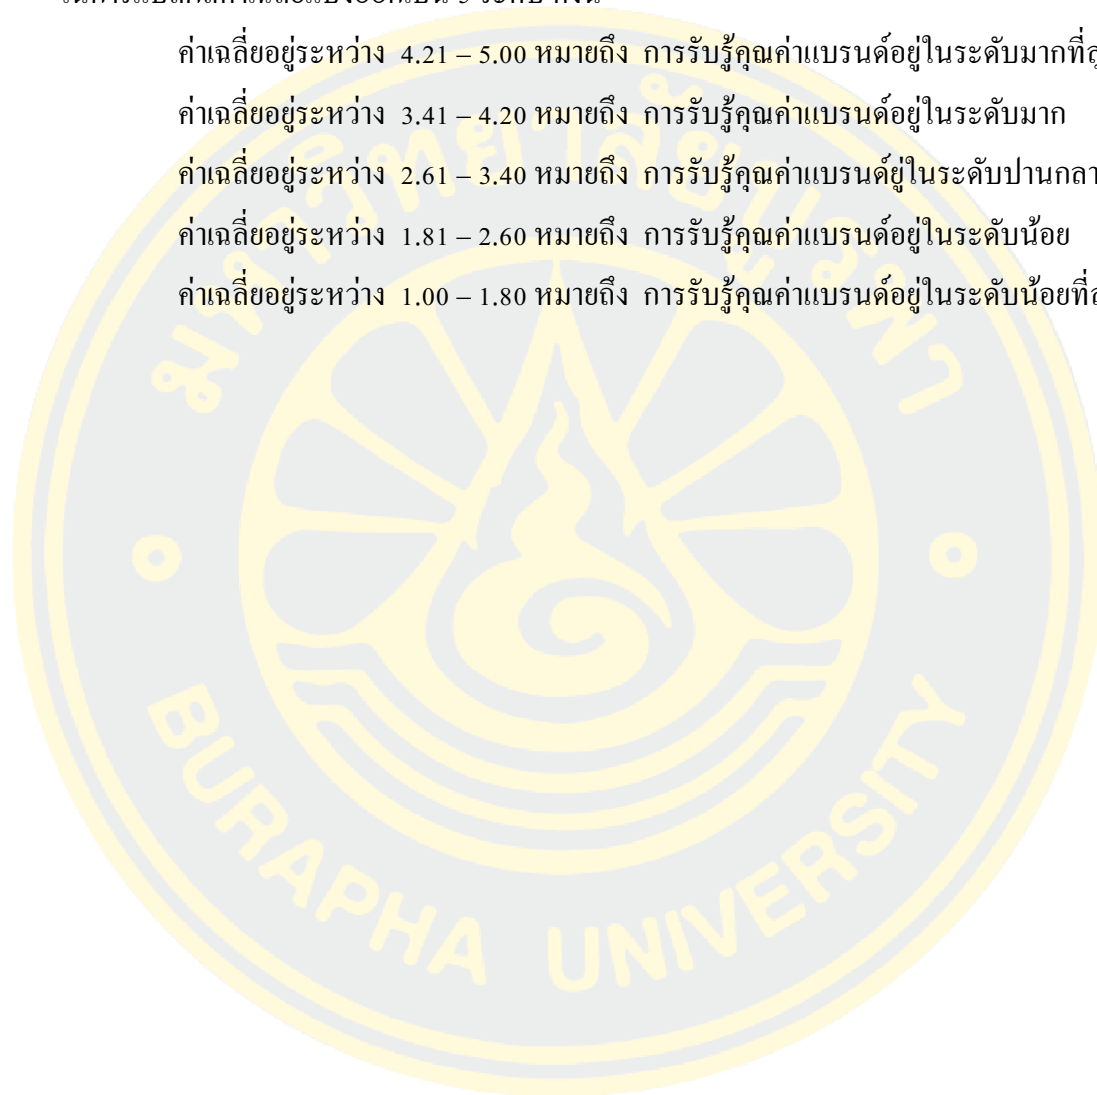 ค่าเฉลี่ยอยู่ระหว่าง 4.21 – 5.00 หมายถึง การรับรู้คุณค่าแบรนด์อยู่ในระดับมากที่
ค่าเฉลี่ยอยู่ระหว่าง 3.41 – 4.20 หมายถึง การรับรู้คุณค่าแบรนด์อยู่ในระดับมาก
ค่าเฉลี่ยอยู่ระหว่าง 2.61 – 3.40 หมายถึง การรับรู้คุณค่าแบรนด์ยู่ในระดับปานกลา
ค่าเฉลี่ยอยู่ระหว่าง 1.81 – 2.60 หมายถึง การรับรู้คุณค่าแบรนด์อยู่ในระดับน้อย
ค่าเฉลี่ยอยู่ระหว่าง 1.00 – 1.80 หมายถึง การรับรู้คุณค่าแบรนด์อยู่ในระดับน้อยที่
มหาวิทยาลัยบูรพา
BURAPHA UNIVERSITY